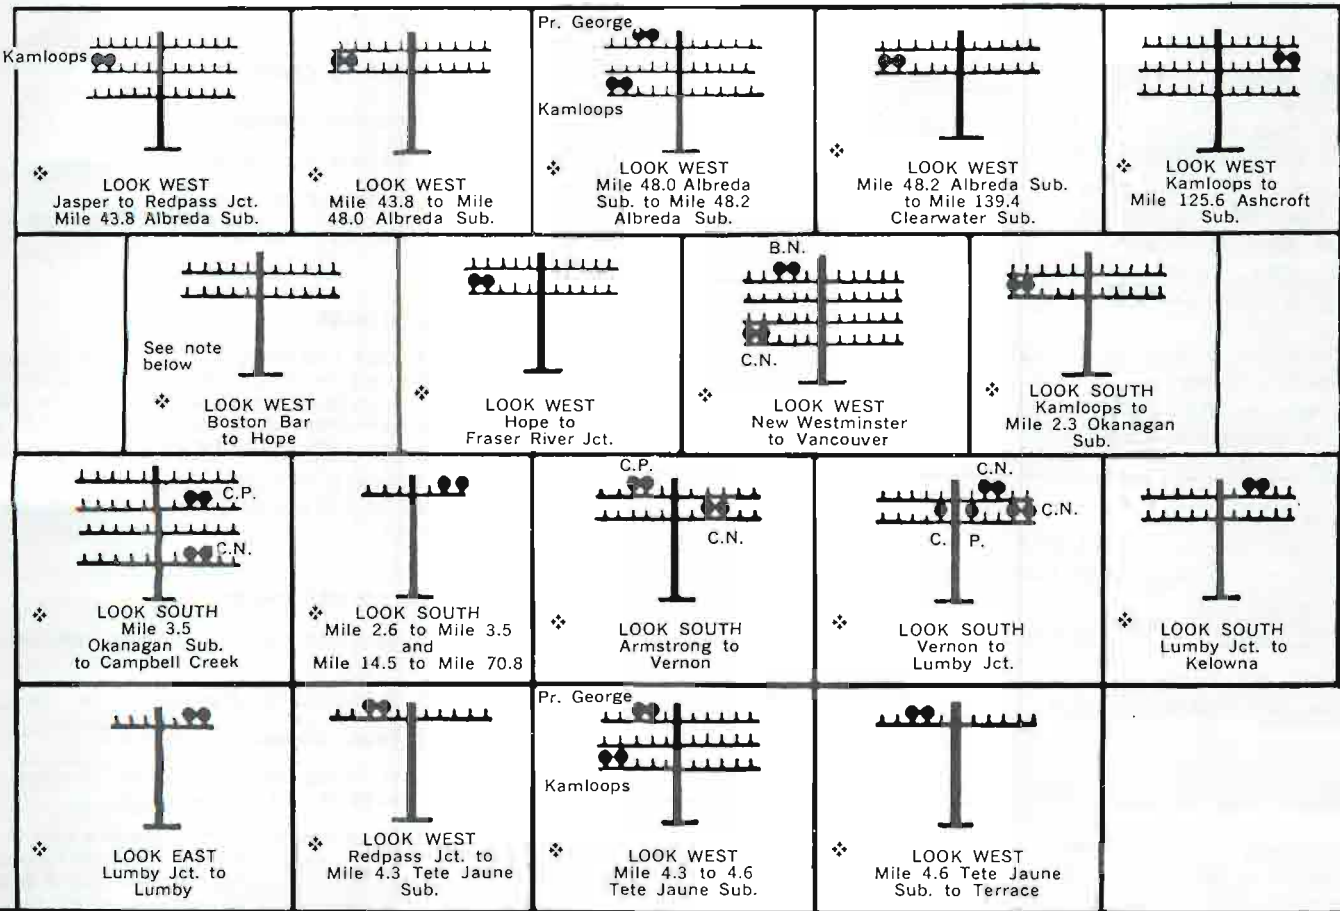 Kamloops
LOOK WEST
Jasper to Redpass Jct.
Mile 43.8 Albreda Sub.
LOOK WEST
Mile 43.8 to Mile
48.0 Albreda Sub.
Pr. George
Kamloops
LOOK WEST
Mile 48.0 Albreda
Sub. to Mile 48.2
Albreda Sub.
LOOK WEST
Mile 48.2 Albreda Sub.
to Mile 139.4
Clearwater Sub.
LOOK WEST
Kamloops to
Mile 125.6 Ashcroft
Sub.
See note
below
LOOK WEST
Boston Bar
to Hope
LOOK WEST
Hope to
Fraser River Jct.
B.N.
C.N.
LOOK WEST
New Westminster
to Vancouver
LOOK SOUTH
Kamloops to
Mile 2.3 Okanagan
Sub.
C.P.
C.N.
LOOK SOUTH
Mile 3.5
Okanagan Sub.
to Campbell Creek
LOOK SOUTH
Mile 2.6 to Mile 3.5
and
Mile 14.5 to Mile 70.8
C.P.
C.N.
LOOK SOUTH
Armstrong to
Vernon
C.N.
C.N.
C. P.
LOOK SOUTH
Vernon to
Lumby Jct.
LOOK SOUTH
Lumby Jct. to
Kelowna
LOOK EAST
Lumby Jct. to
Lumby
LOOK WEST
Redpass Jct. to
Mile 4.3 Tete Jaune
Sub.
Pr. George
Kamloops
LOOK WEST
Mile 4.3 to 4.6
Tete Jaune Sub.
LOOK WEST
Mile 4.6 Tete Jaune
Sub. to Terrace